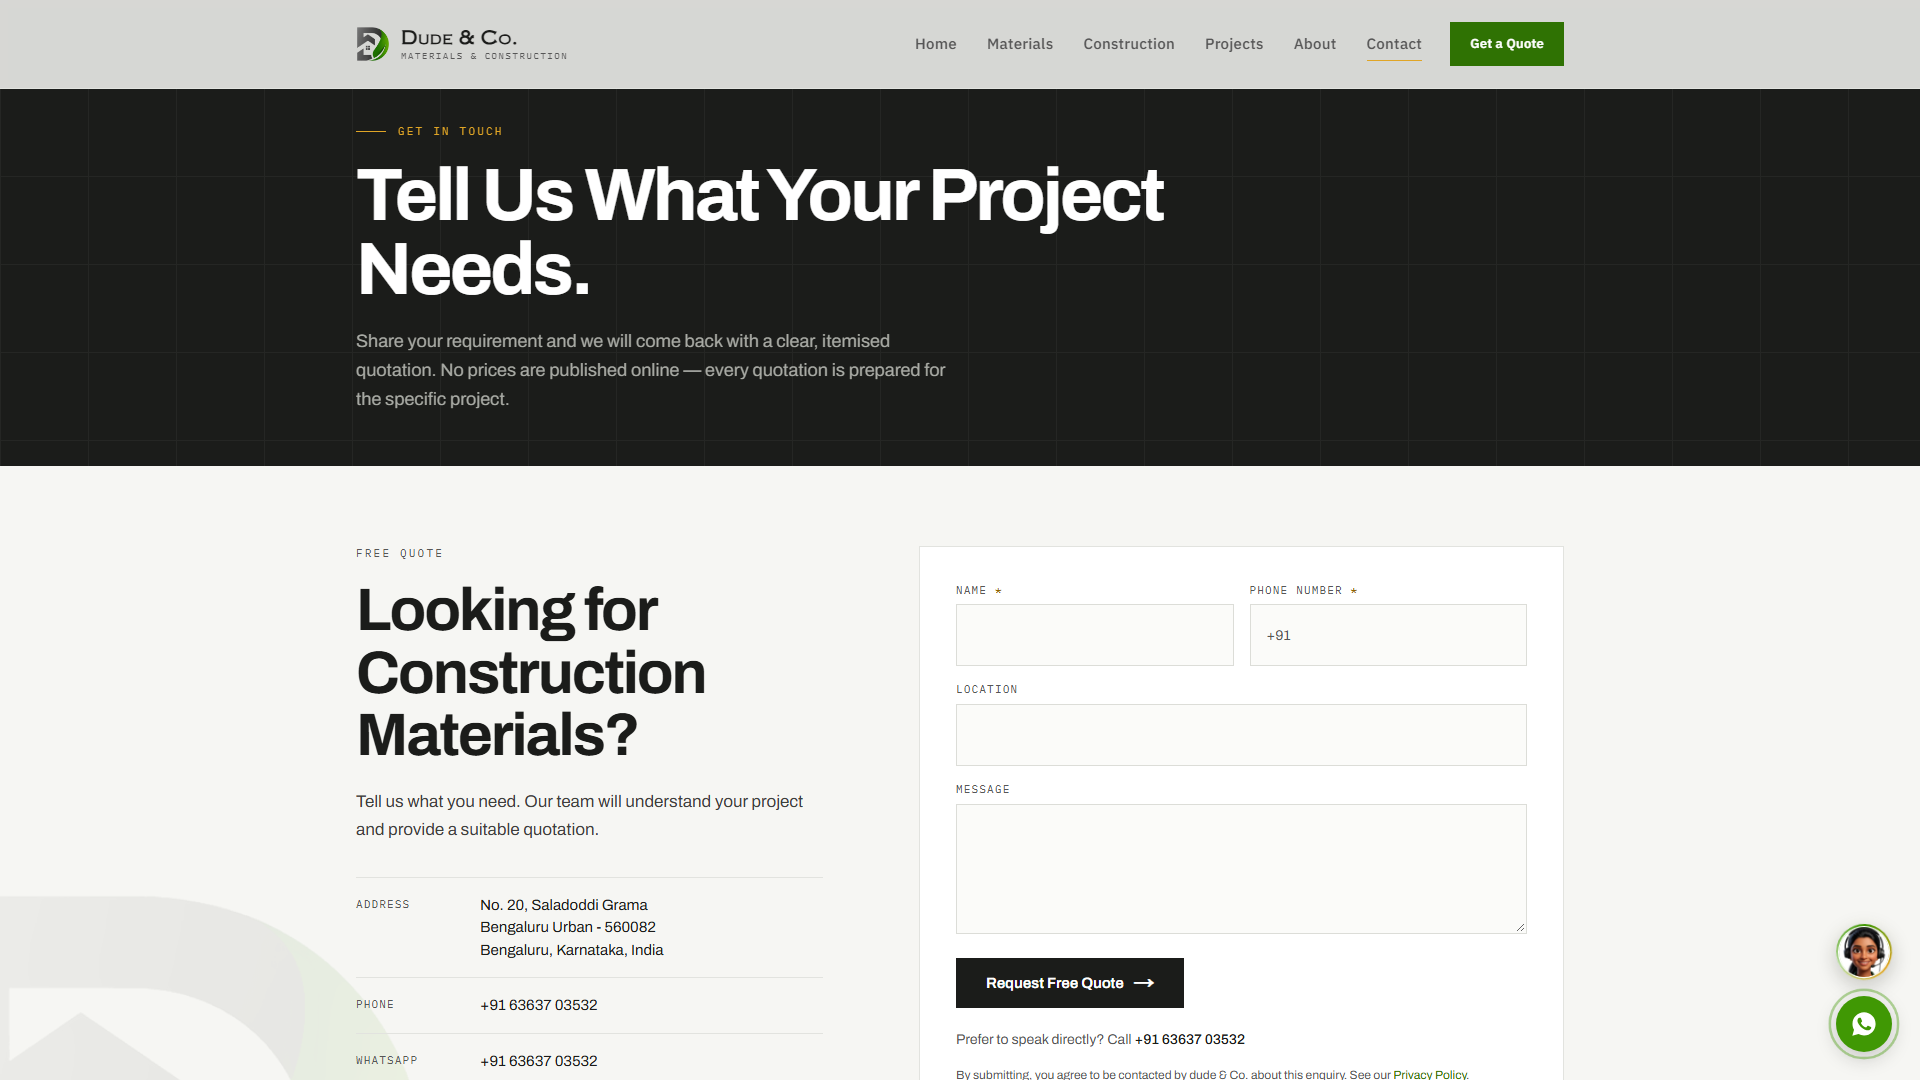 Dude & Co.
MATERIALS & CONSTRUCTION
Home
Materials
Construction
Projects
About
Contact
Get a Quote
GET IN TOUCH
Tell Us What Your Project
Needs.
Share your requirement and we will come back with a clear, itemised
quotation. No prices are published online — every quotation is prepared for
the specific project.
FREE QUOTE
Looking for
Construction
Materials?
Tell us what you need. Our team will understand your project
and provide a suitable quotation.
ADDRESS
No. 20, Saladoddi Grama
Bengaluru Urban - 560082
Bengaluru, Karnataka, India
PHONE
+91 63637 03532
WHATSAPP
+91 63637 03532
NAME *
PHONE NUMBER *
+91
LOCATION
MESSAGE
Request Free Quote →
Prefer to speak directly? Call +91 63637 03532
By submitting, you agree to be contacted by dude & Co. about this enquiry. See our Privacy Policy.